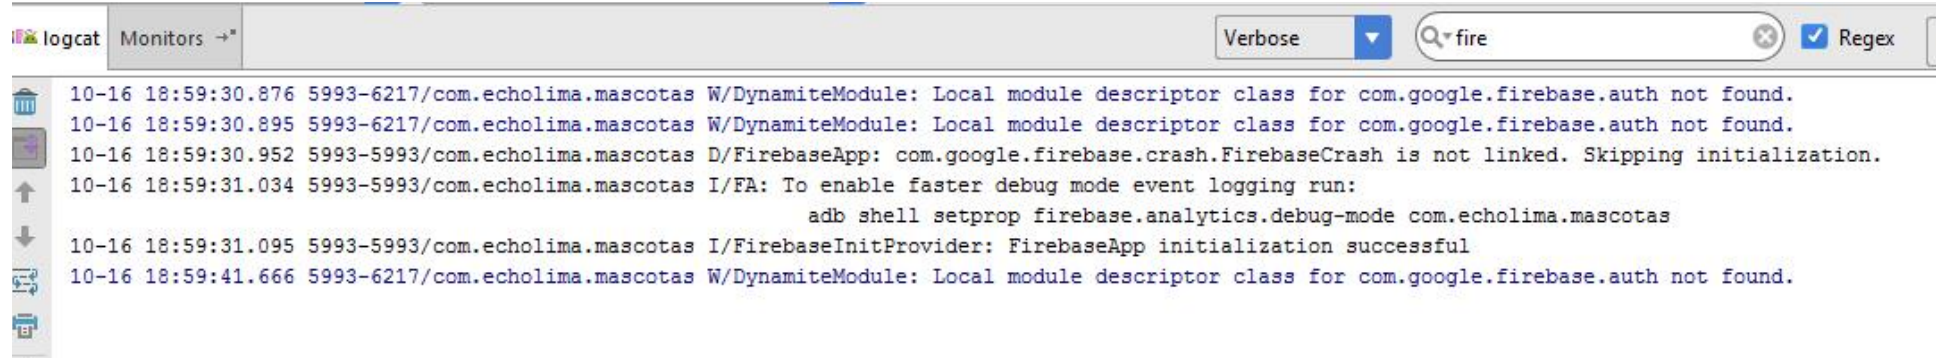 logcat Monitors Verbose fire Regex
10-16 18:59:30.876 5993-6217/com.echolima.mascotas W/DynamiteModule: Local module descriptor class for com.google.firebase.auth not found.
10-16 18:59:30.895 5993-6217/com.echolima.mascotas W/DynamiteModule: Local module descriptor class for com.google.firebase.auth not found.
10-16 18:59:30.952 5993-5993/com.echolima.mascotas D/FirebaseApp: com.google.firebase.crash.FirebaseCrash is not linked. Skipping initialization.
10-16 18:59:31.034 5993-5993/com.echolima.mascotas I/FA: To enable faster debug mode event logging run:
adb shell setprop firebase.analytics.debug-mode com.echolima.mascotas
10-16 18:59:31.095 5993-5993/com.echolima.mascotas I/FirebaseInitProvider: FirebaseApp initialization successful
10-16 18:59:41.666 5993-6217/com.echolima.mascotas W/DynamiteModule: Local module descriptor class for com.google.firebase.auth not found.